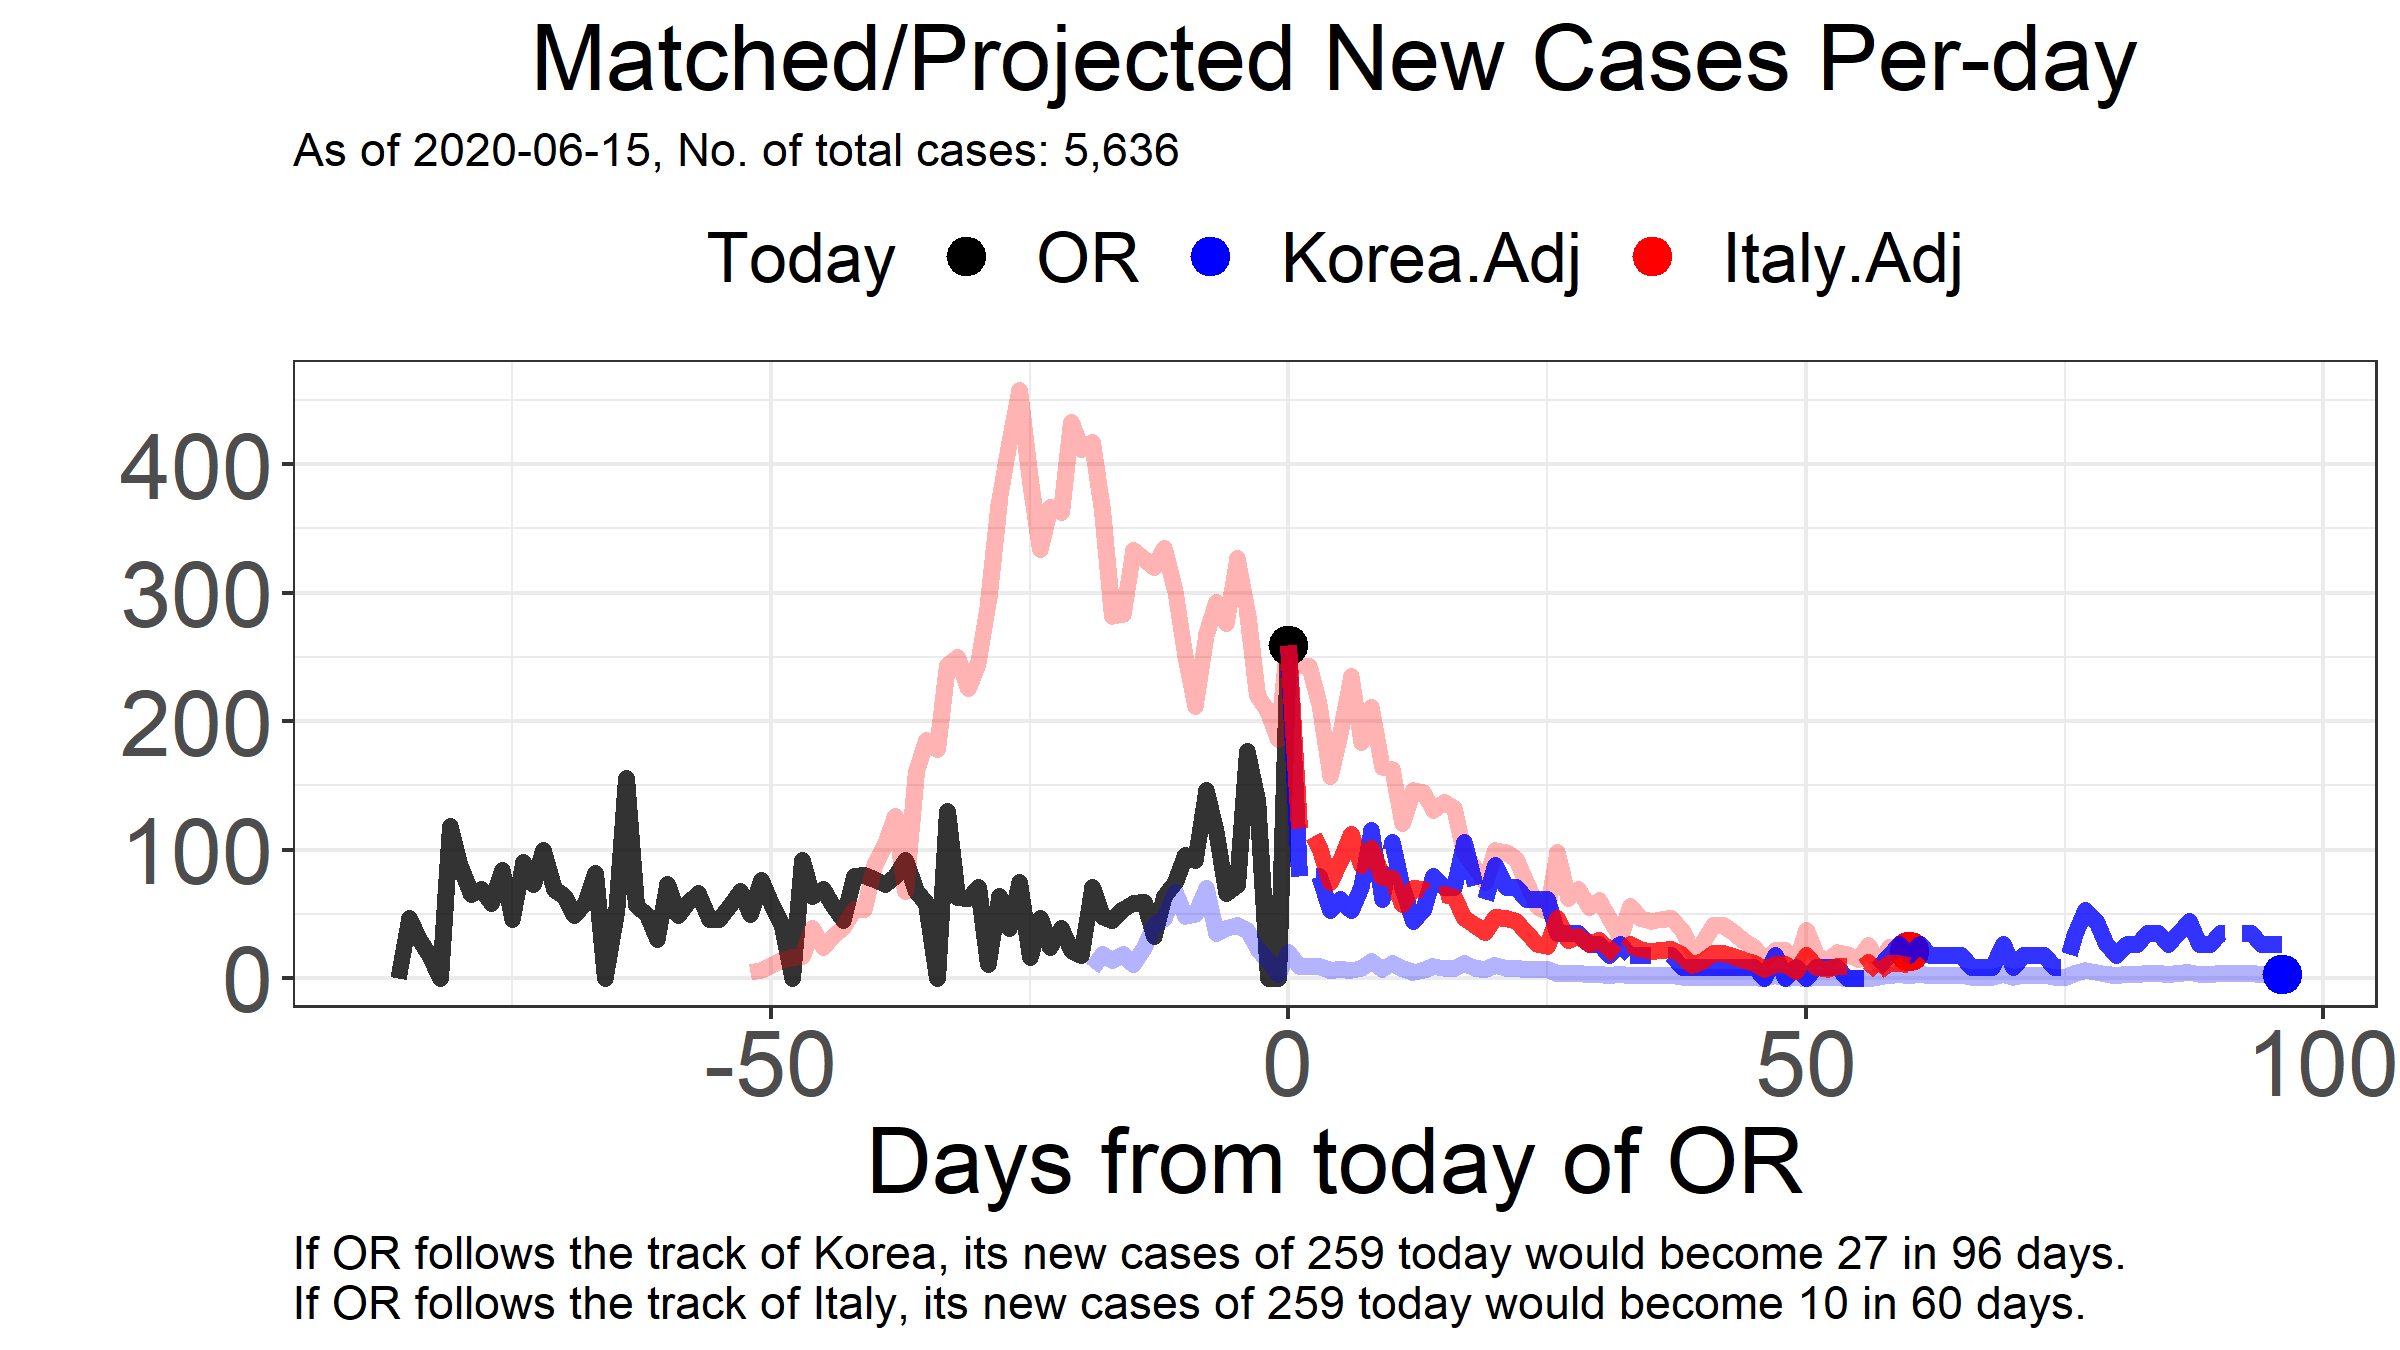 Matched/Projected New Cases Per-day
As of 2020-06-15, No. of total cases: 5,636
Today OR Korea.Adj Italy.Adj
400
300
200
100
0
-50 0 50 100
Days from today of OR
If OR follows the track of Korea, its new cases of 259 today would become 27 in 96 days.
If OR follows the track of Italy, its new cases of 259 today would become 10 in 60 days.